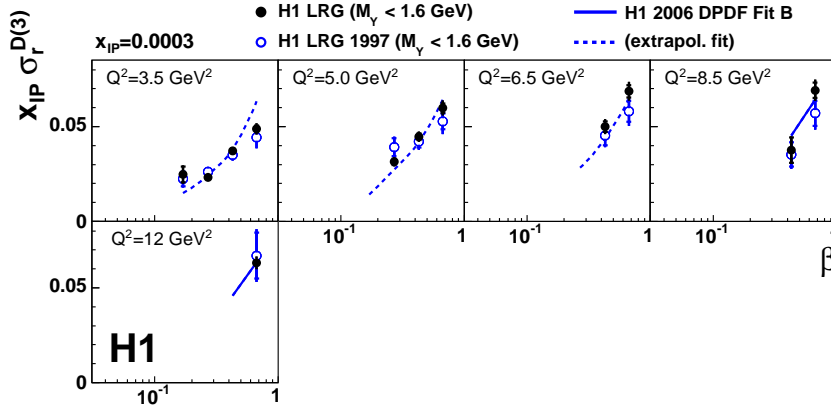 H1 LRG (M_Y < 1.6 GeV)
H1 2006 DPDF Fit B
x_IP=0.0003
H1 LRG 1997 (M_Y < 1.6 GeV)
(extrapol. fit)
x_IP σ_r^D(3)
Q²=3.5 GeV²
Q²=5.0 GeV²
Q²=6.5 GeV²
Q²=8.5 GeV²
0.05
0
10⁻¹ 1 10⁻¹ 1 10⁻¹ 1
Q²=12 GeV²
β
0.05
H1
0
10⁻¹ 1